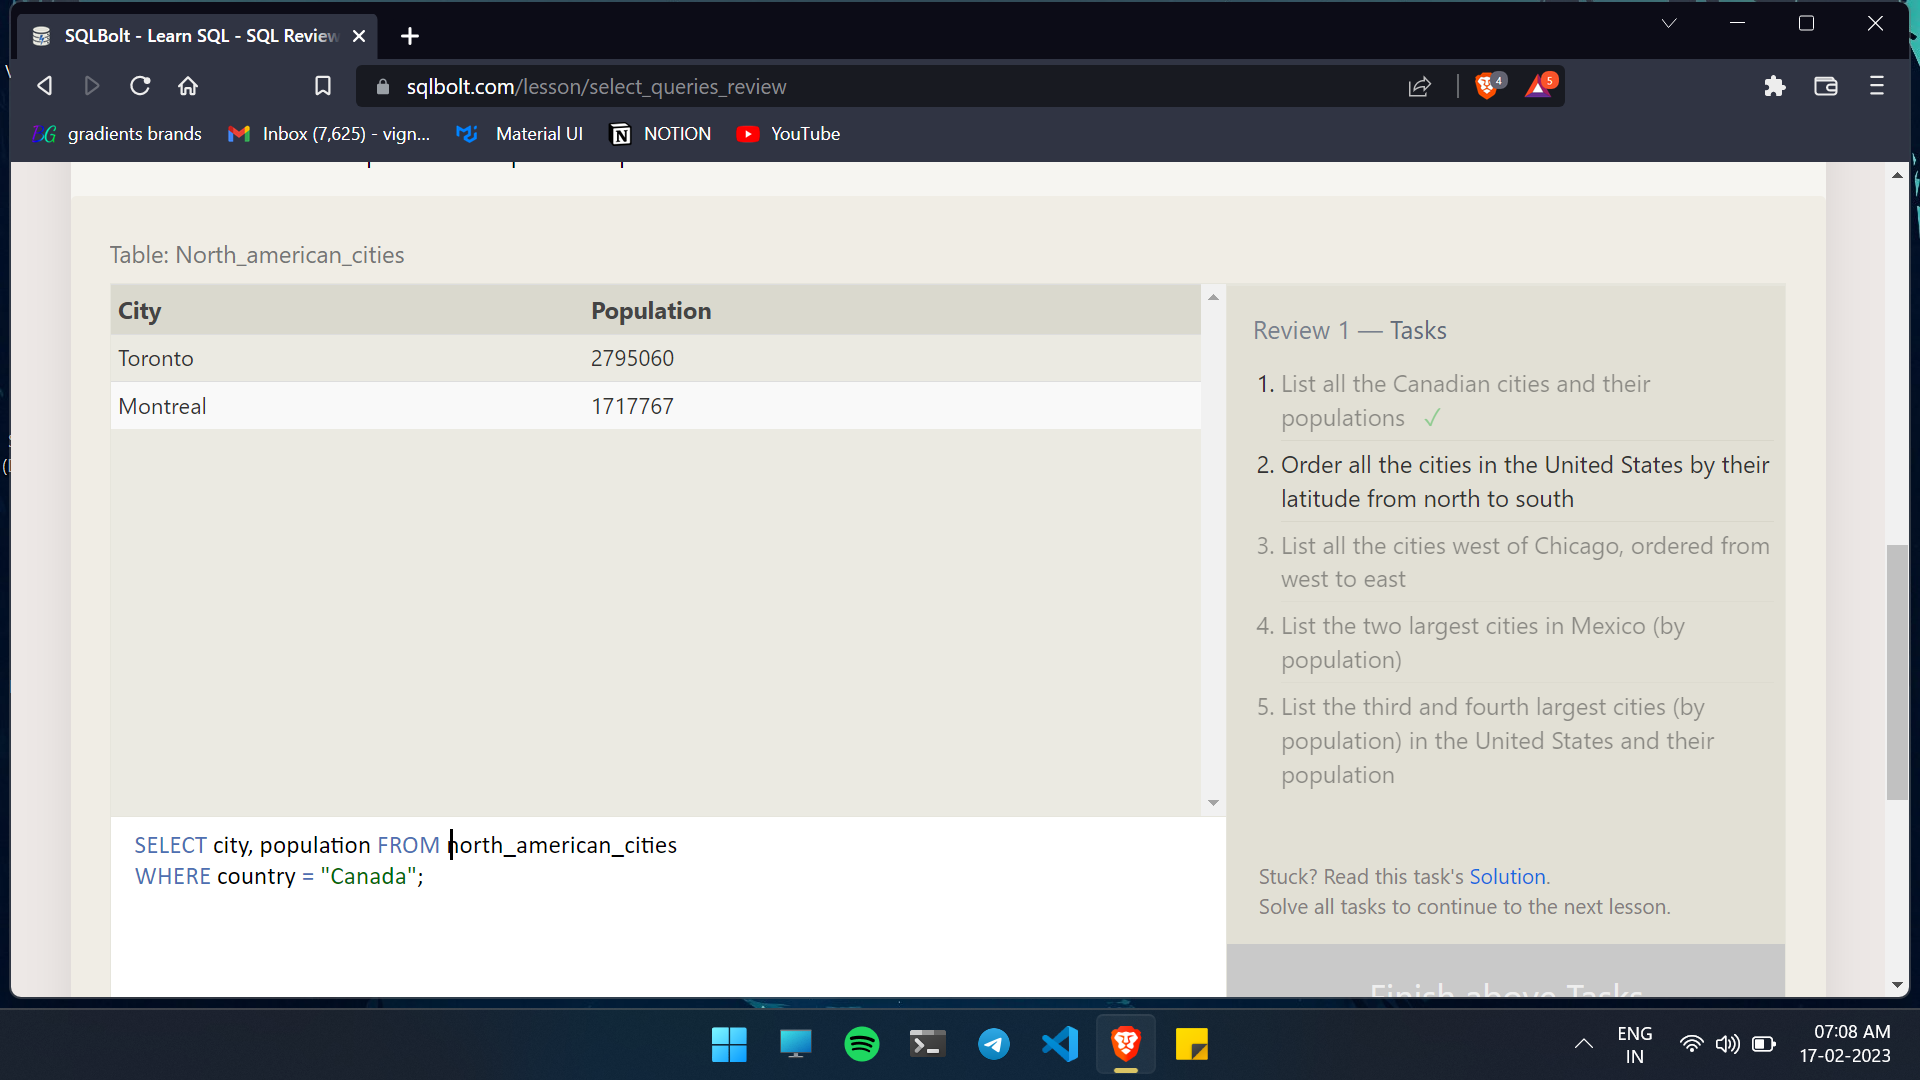 SQLBolt - Learn SQL - SQL Review
sqlbolt.com/lesson/select_queries_review
4
5
gradients brands
Inbox (7,625) - vign...
Material UI
NOTION
YouTube
Table: North_american_cities
City Population
Toronto 2795060
Montreal 1717767
Review 1 — Tasks
1. List all the Canadian cities and their
populations ✓
2. Order all the cities in the United States by their
latitude from north to south
3. List all the cities west of Chicago, ordered from
west to east
4. List the two largest cities in Mexico (by
population)
5. List the third and fourth largest cities (by
population) in the United States and their
population
SELECT city, population FROM north_american_cities
WHERE country = "Canada";
Stuck? Read this task's Solution.
Solve all tasks to continue to the next lesson.
Finish above Tasks
ENG
IN
07:08 AM
17-02-2023